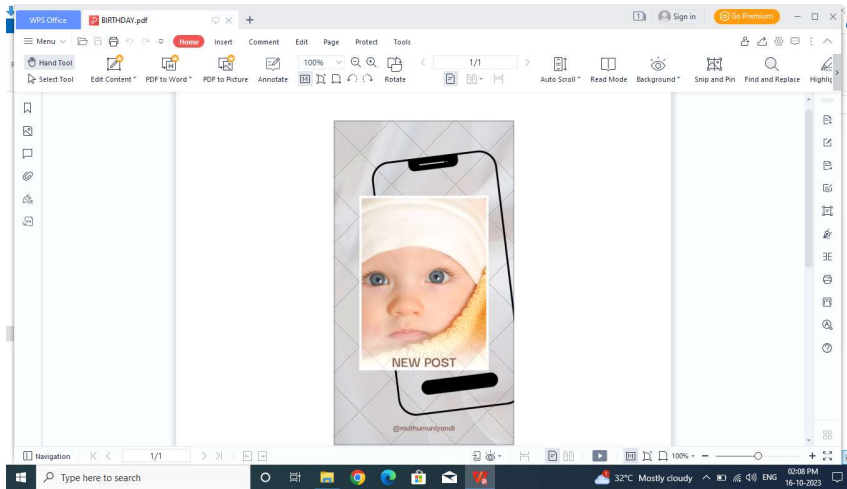 WPS Office
BIRTHDAY.pdf
1
Sign in
Go Premium
Menu
Home
Insert
Comment
Edit
Page
Protect
Tools
Hand Tool
Select Tool
Edit Content
PDF to Word
PDF to Picture
Annotate
100%
Rotate
1/1
Auto Scroll
Read Mode
Background
Snip and Pin
Find and Replace
Highlig
NEW POST
@muthumuniyandi
Navigation
1/1
100%
Type here to search
32°C Mostly cloudy
ENG
02:08 PM
16-10-2023